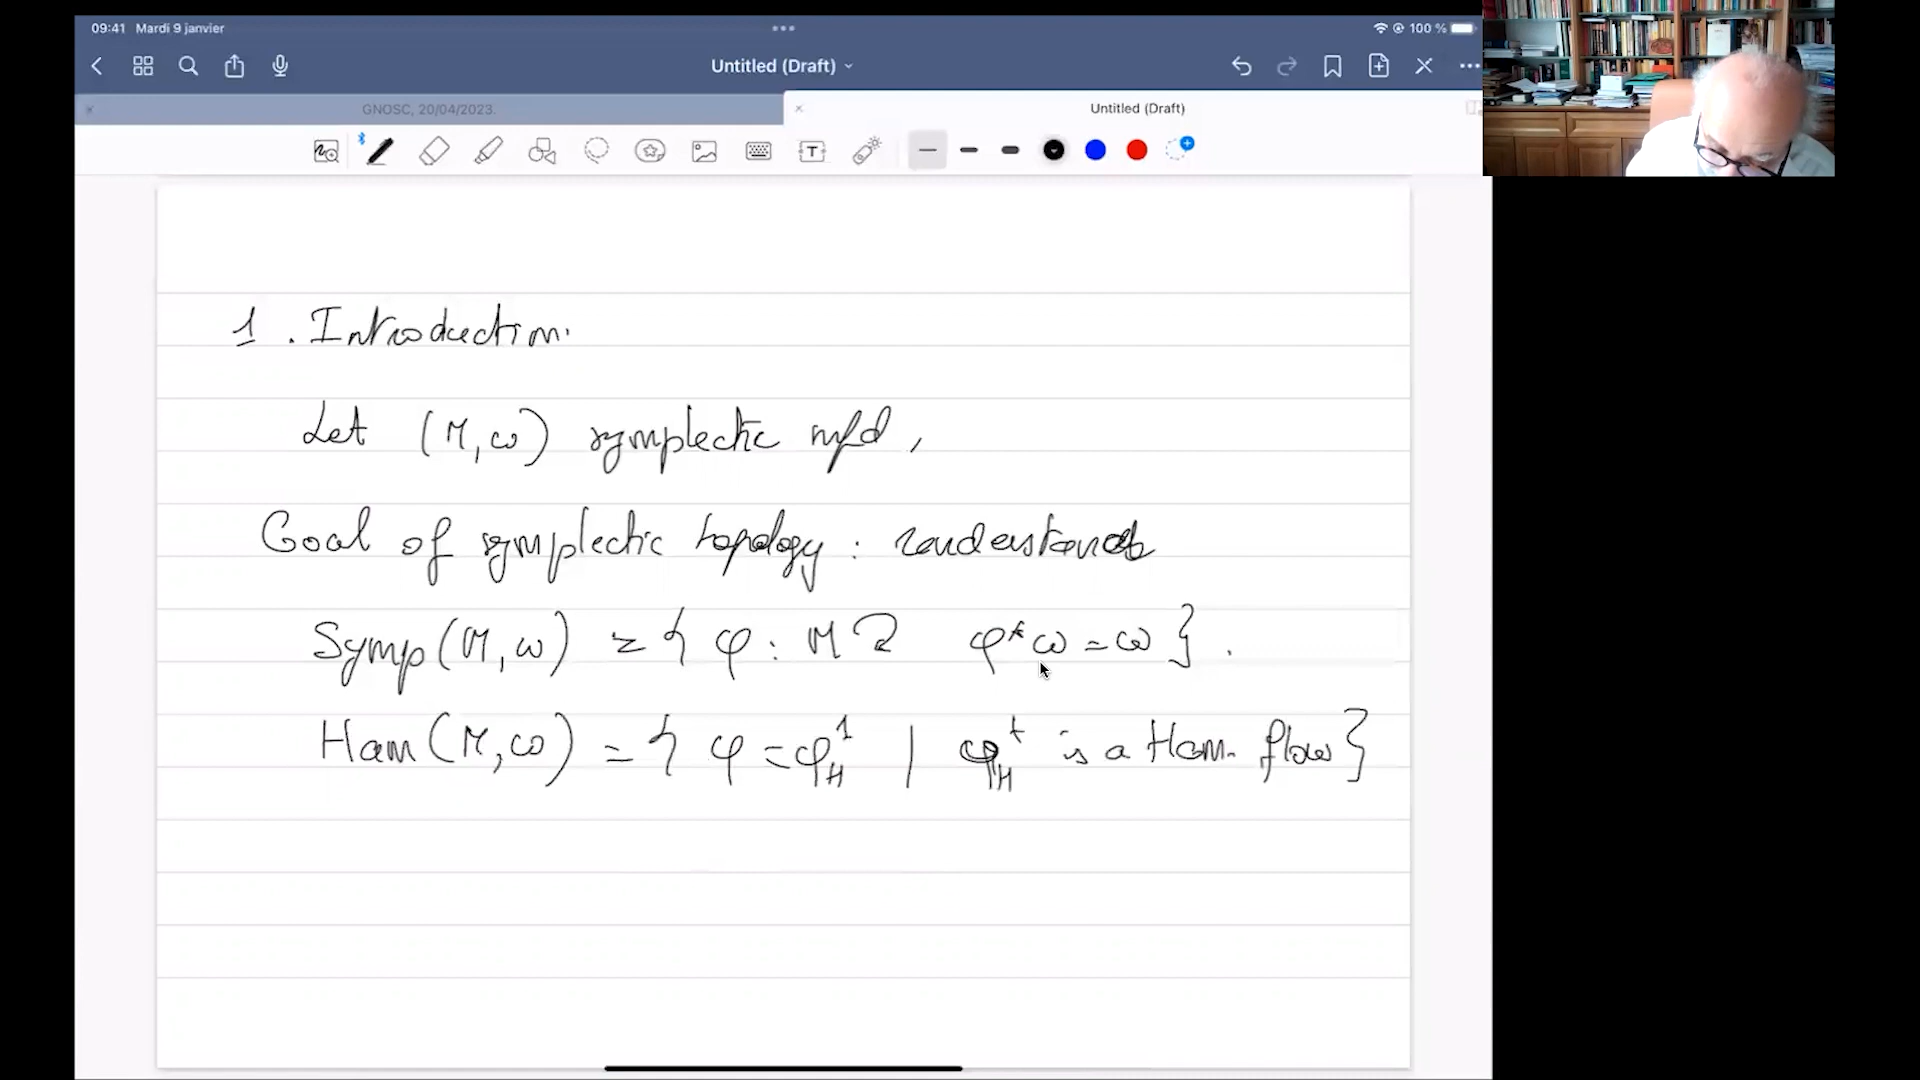 09:41 Mardi 9 janvier
100 %
Untitled (Draft)
GNOSC, 20/04/2023.
Untitled (Draft)
1. Introduction.
Let (M, ω) symplectic mfd,
Goal of symplectic topology : understand
Symp(M, ω) = { φ : M ⊋ φ*ω = ω }.
Ham(M, ω) = { φ = φ_H^1 | φ_H^t is a Ham. flow }